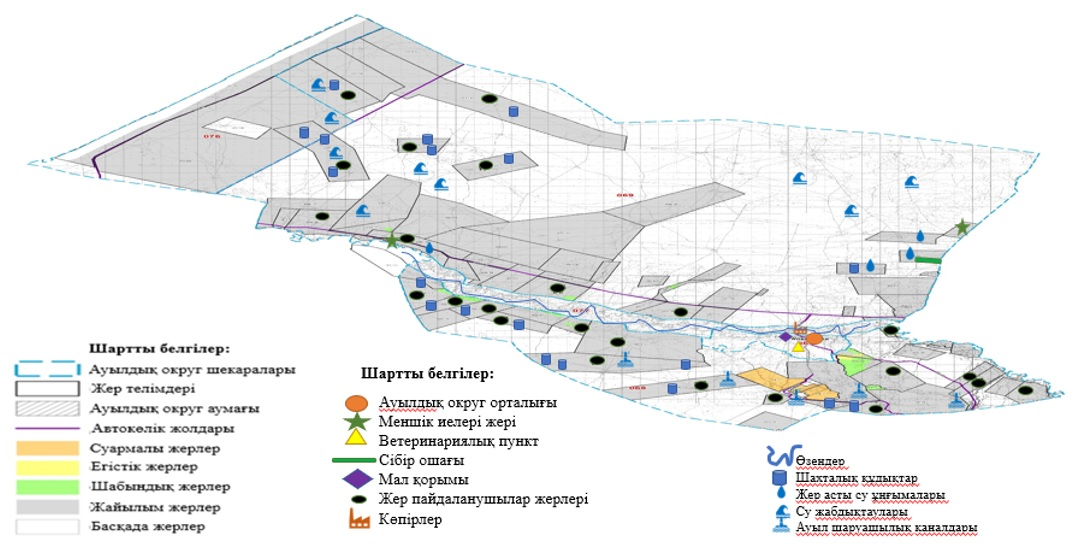 076
069
072
068
Шартты белгілер:
Ауылдық округ шекаралары
Жер телімдері
Ауылдық округ аумағы
Автокөлік жолдары
Суармалы жерлер
Егістік жерлер
Шабындық жерлер
Жайылым жерлер
Басқада жерлер
Шартты белгілер:
Ауылдық округ орталығы
Меншік иелері жері
Ветеринариялық пункт
Сібір ошағы
Мал қорымы
Жер пайдаланушылар жерлері
Көпірлер
Өзендер
Шахталық құдықтар
Жер асты су ұңғымалары
Су жабдықтаулары
Ауыл шаруашылық каналдары